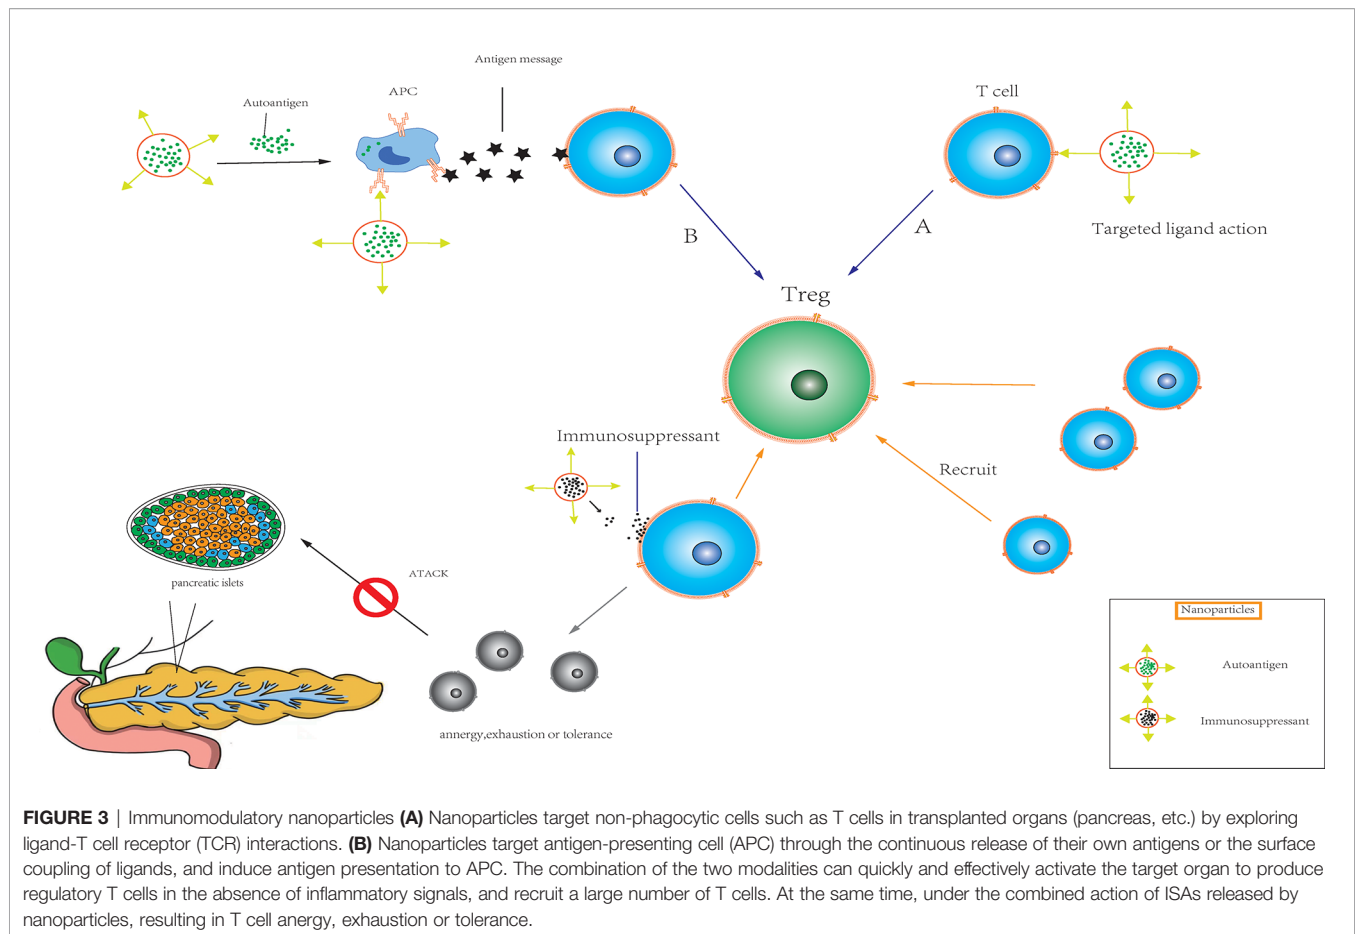 Antigen message
APC
T cell
Autoantigen
Targeted ligand action
B
A
Treg
Immunosuppressant
Recruit
ATACK
pancreatic islets
annergy,exhaustion or tolerance
Nanoparticles
Autoantigen
Immunosuppressant
FIGURE 3 | Immunomodulatory nanoparticles (A) Nanoparticles target non-phagocytic cells such as T cells in transplanted organs (pancreas, etc.) by exploring
ligand-T cell receptor (TCR) interactions. (B) Nanoparticles target antigen-presenting cell (APC) through the continuous release of their own antigens or the surface
coupling of ligands, and induce antigen presentation to APC. The combination of the two modalities can quickly and effectively activate the target organ to produce
regulatory T cells in the absence of inflammatory signals, and recruit a large number of T cells. At the same time, under the combined action of ISAs released by
nanoparticles, resulting in T cell anergy, exhaustion or tolerance.